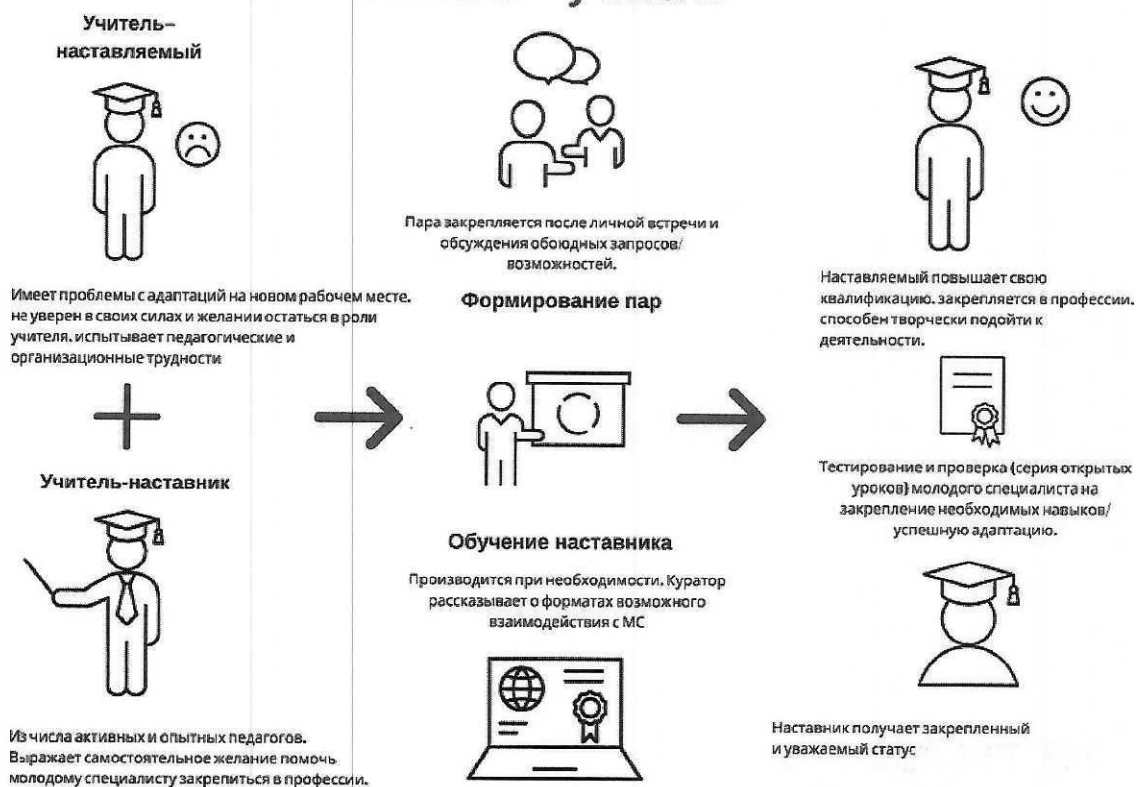 Учитель–
наставляемый
Имеет проблемы с адаптаций на новом рабочем месте.
не уверен в своих силах и желании остаться в роли
учителя. испытывает педагогические и
организационные трудности
Учитель-наставник
Из числа активных и опытных педагогов.
Выражает самостоятельное желание помочь
молодому специалисту закрепиться в профессии.
Пара закрепляется после личной встречи и
обсуждения обоюдных запросов/
возможностей.
Формирование пар
Обучение наставника
Производится при необходимости. Куратор
рассказывает о форматах возможного
взаимодействия с МС
Наставляемый повышает свою
квалификацию. закрепляется в профессии.
способен творчески подойти к
деятельности.
Тестирование и проверка (серия открытых
уроков) молодого специалиста на
закрепление необходимых навыков/
успешную адаптацию.
Наставник получает закрепленный
и уважаемый статус